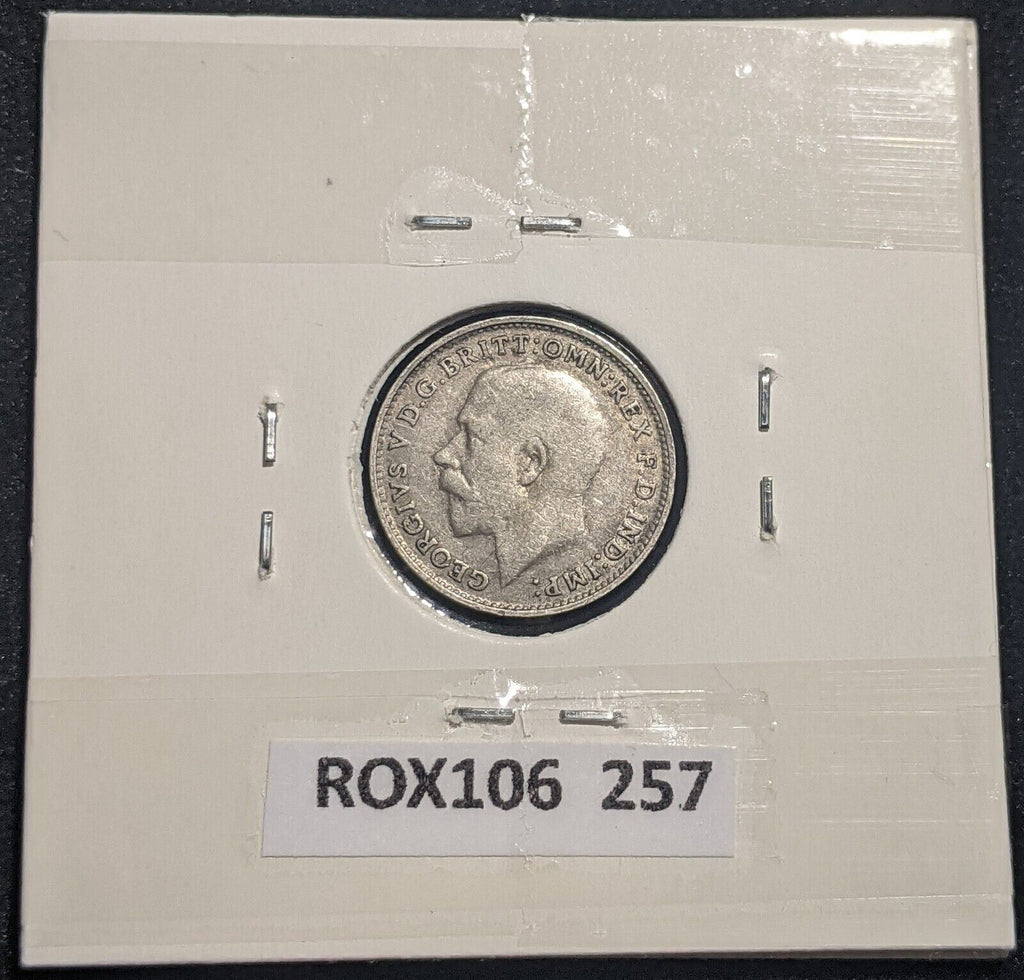 GEORGIVS V D.G.BRITT:OMN:REX F.D.IND:IMP:
ROX106 257